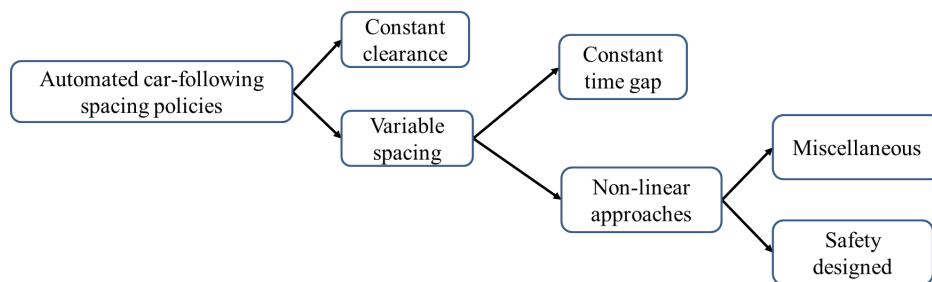 Automated car-following
spacing policies
Constant
clearance
Variable
spacing
Constant
time gap
Non-linear
approaches
Miscellaneous
Safety
designed